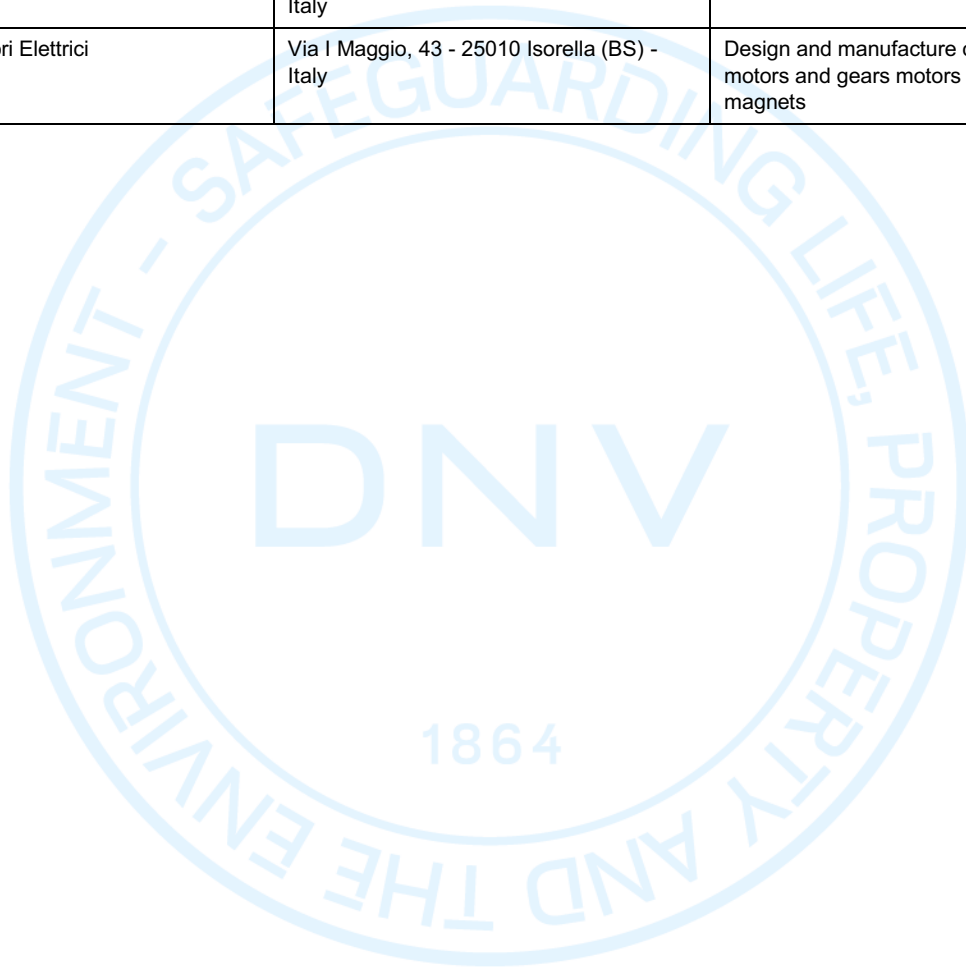 Italy
ri Elettrici
Via I Maggio, 43 - 25010 Isorella (BS) -
Italy
Design and manufacture
motors and gears motors
magnets
SAFEGUARDING LIFE, PROPERTY AND THE ENVIRONMENT -
DNV
1864